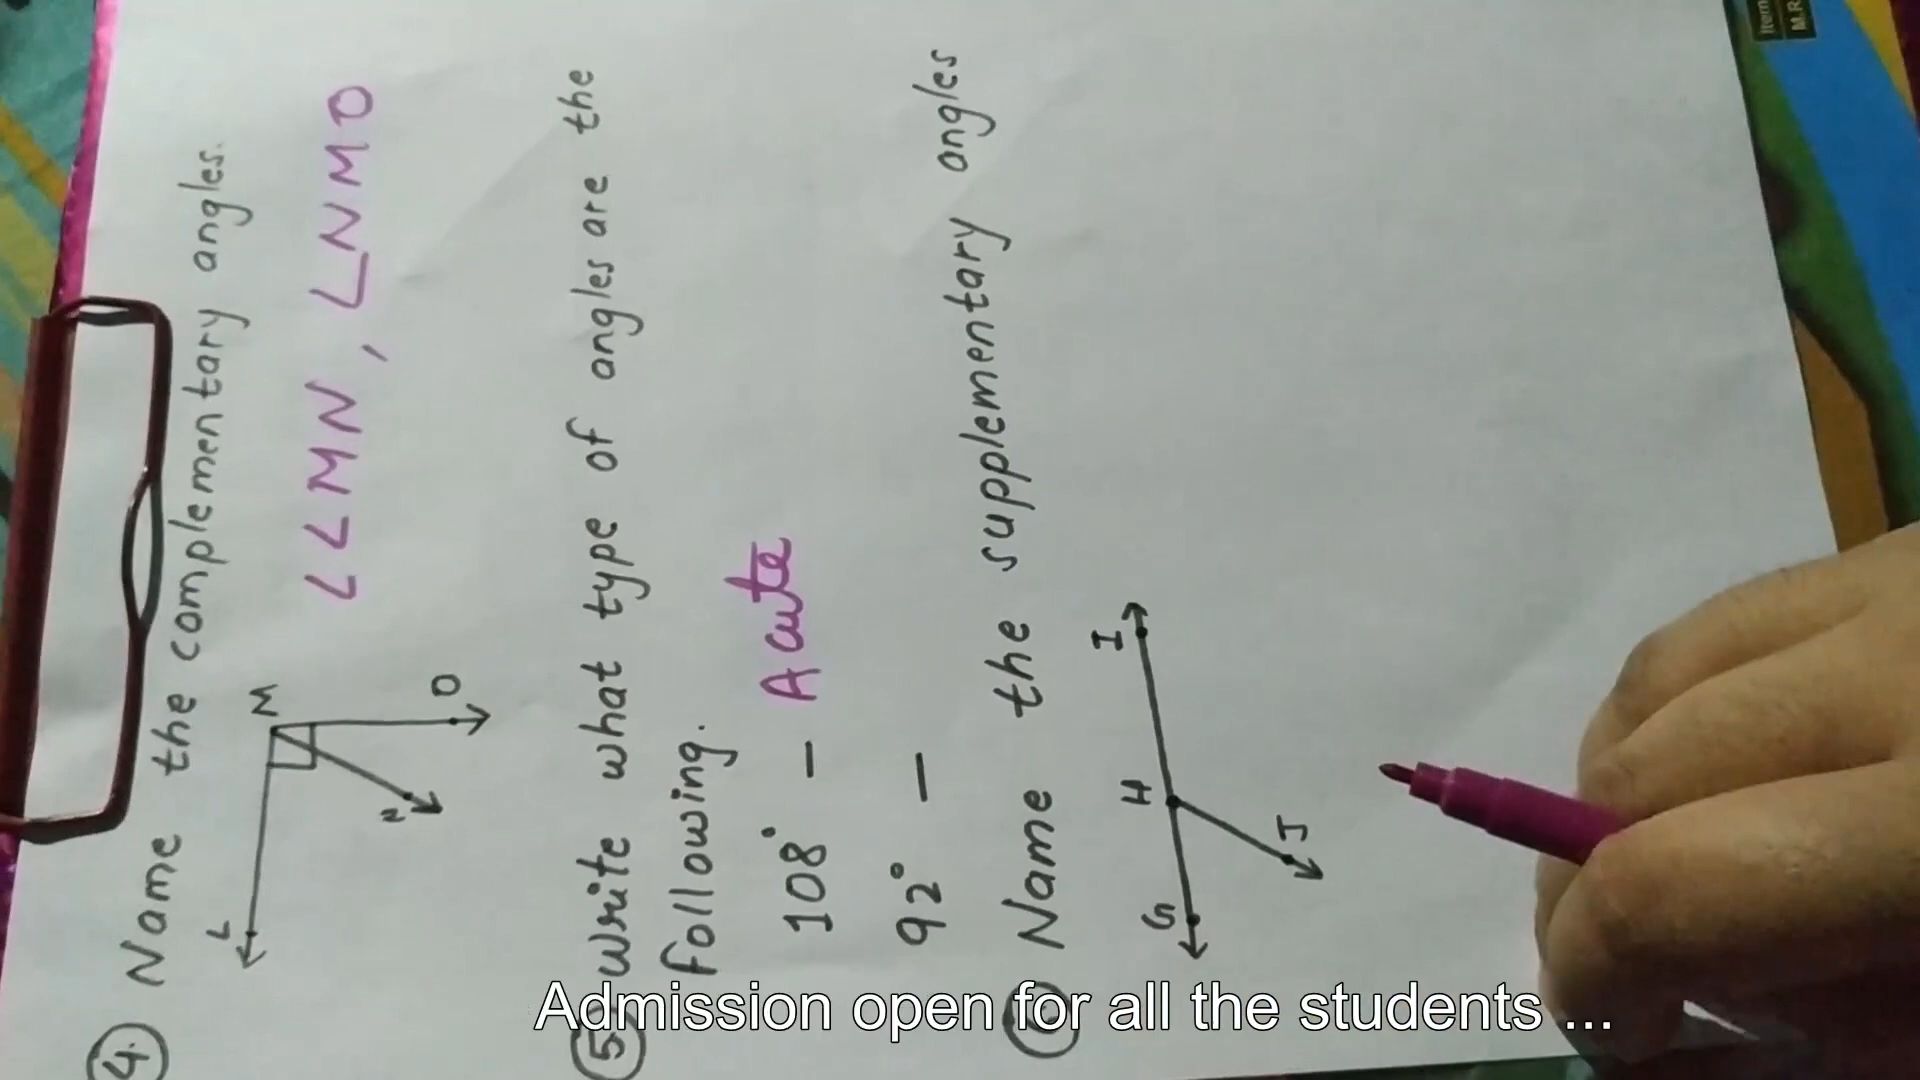 4. Name the complementary angles.
L
M
N
O
∠LMN, ∠NMO
5. Write what type of angles are the
following.
108° - Acute
92° -
Name the supplementary angles
G
H
I
J
Item
M.R.
Admission open for all the students ...